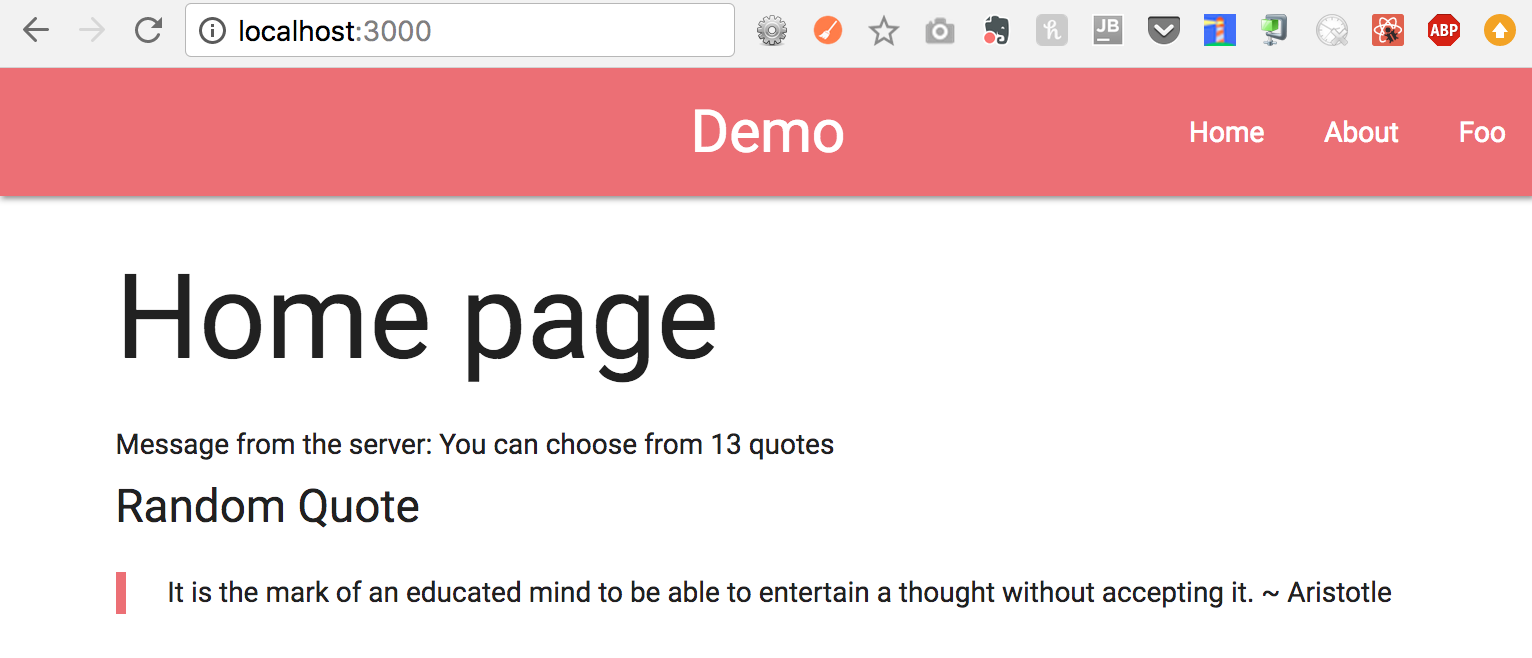 localhost:3000
JB
ABP
Demo
Home About Foo
Home page
Message from the server: You can choose from 13 quotes
Random Quote
It is the mark of an educated mind to be able to entertain a thought without accepting it. ~ Aristotle